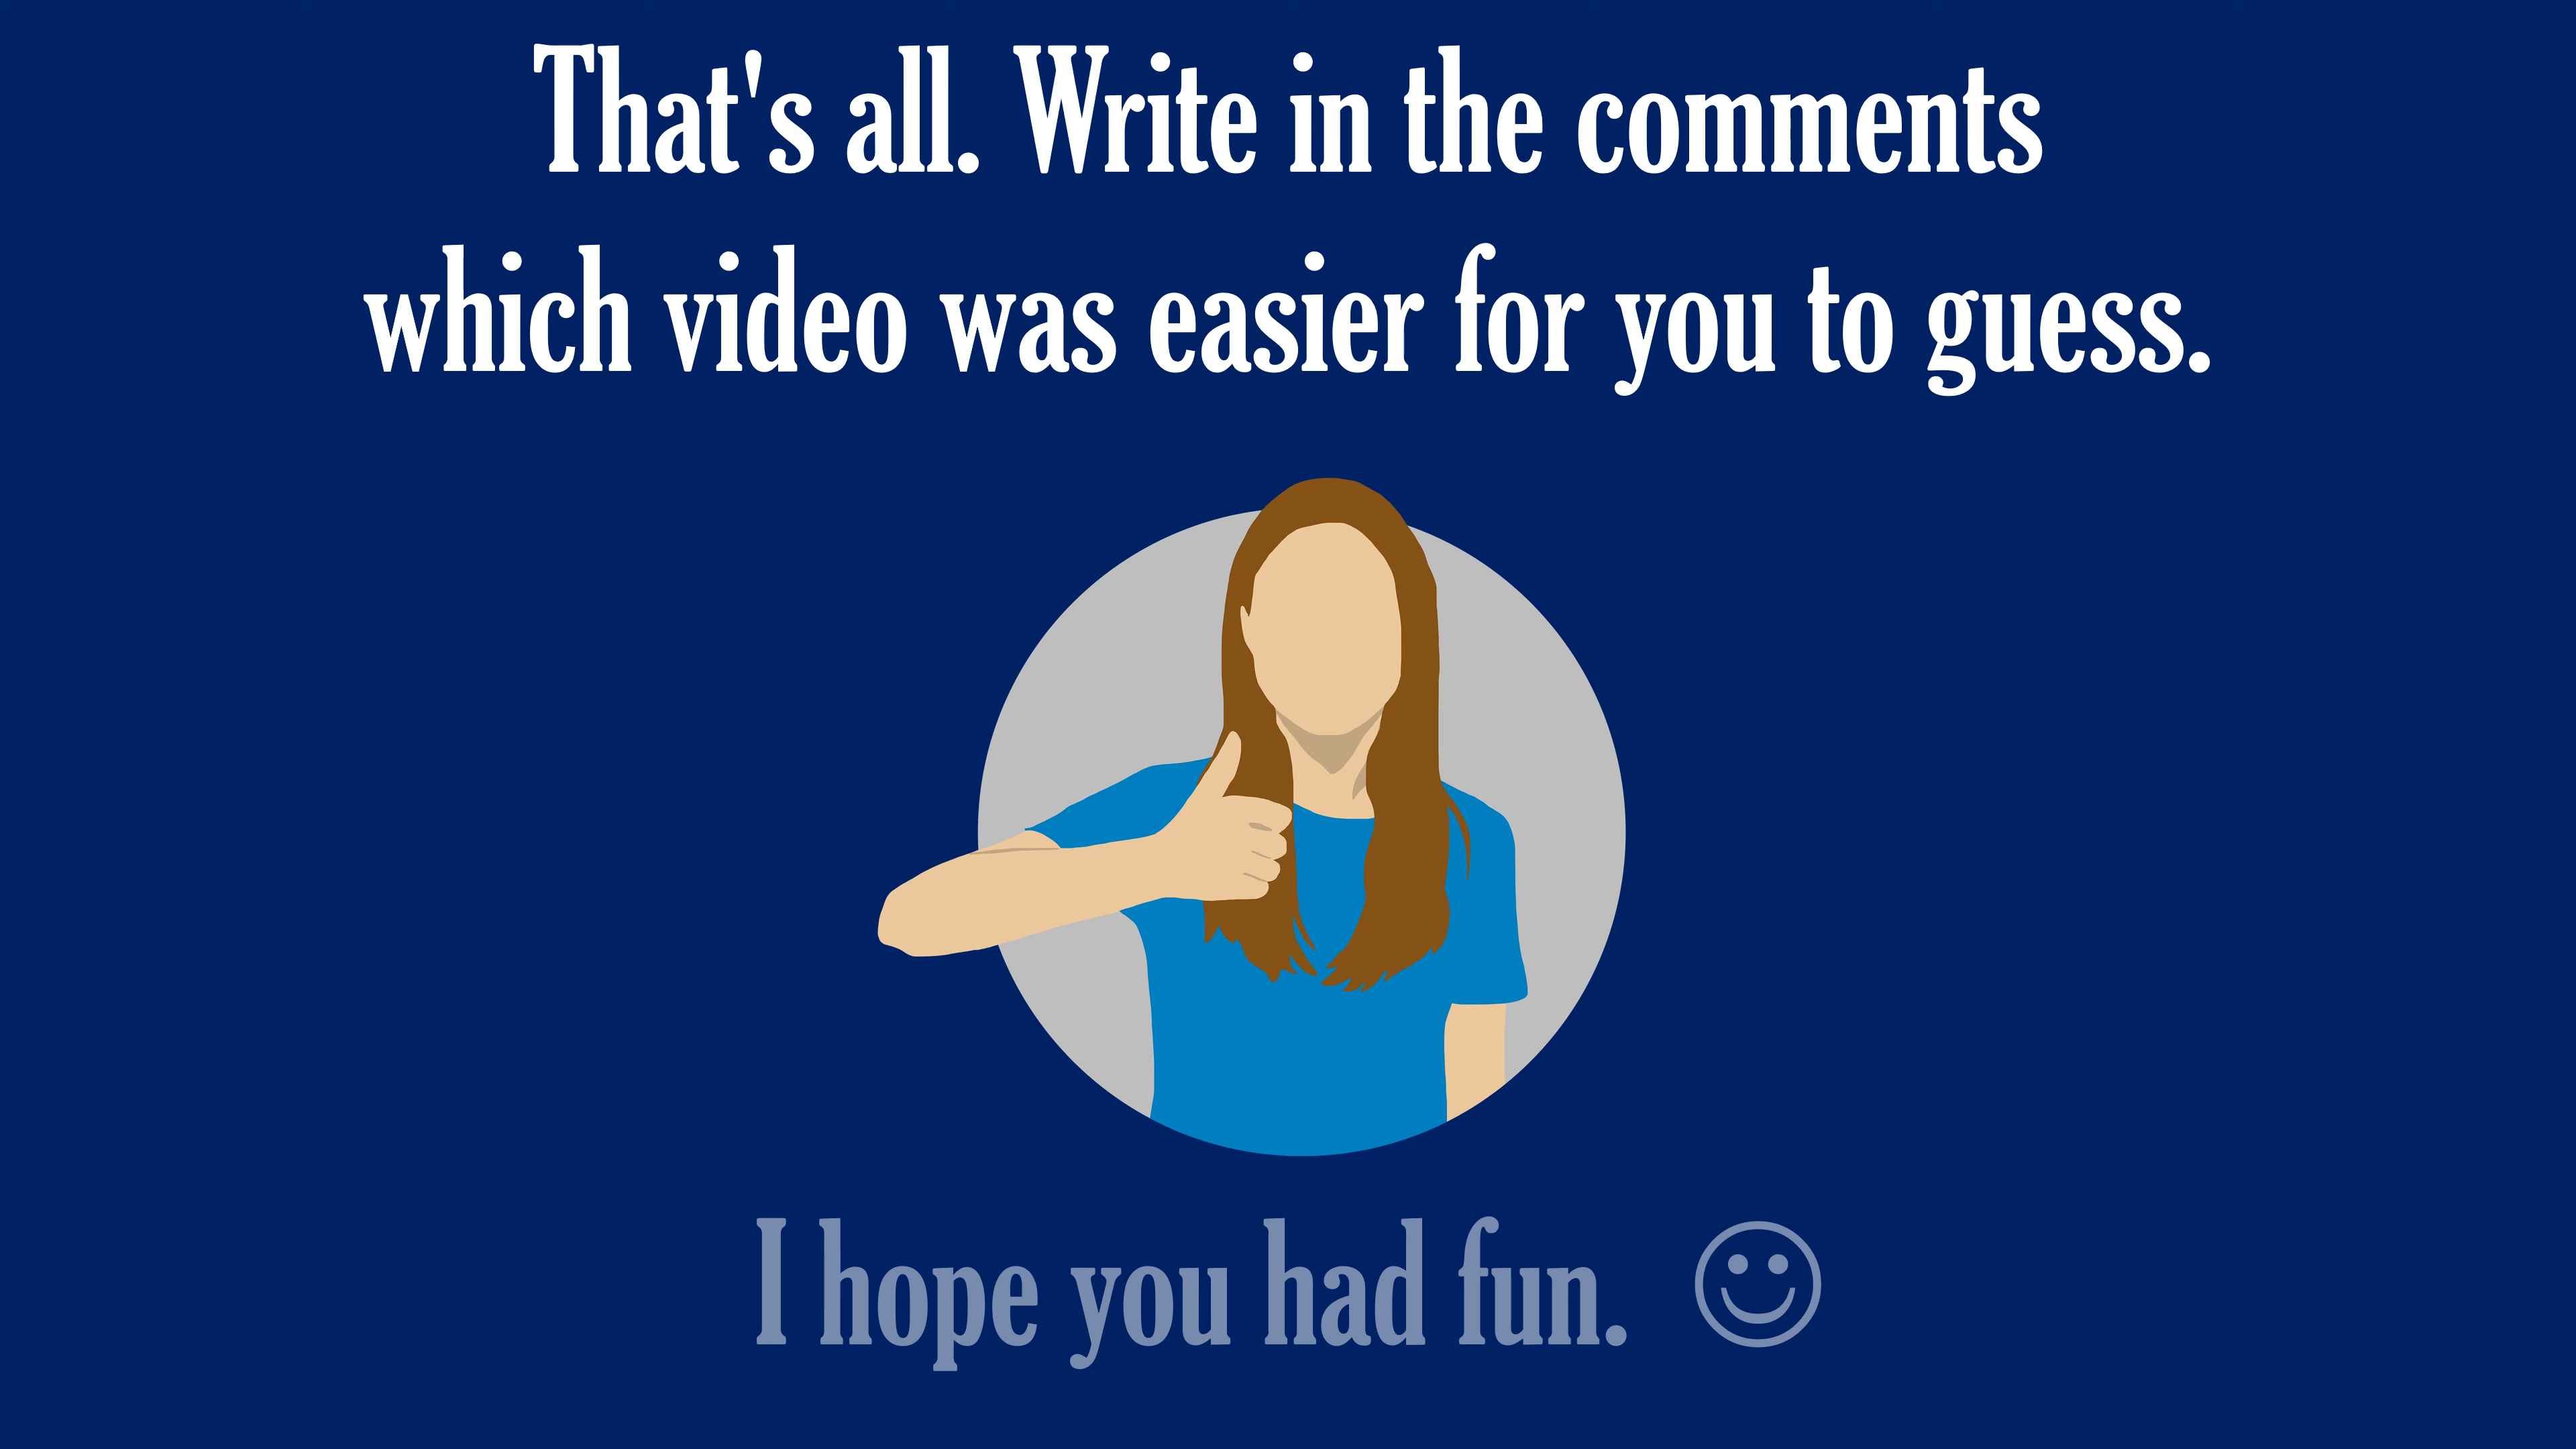 That's all. Write in the comments
which video was easier for you to guess.
I hope you had fun. ☺